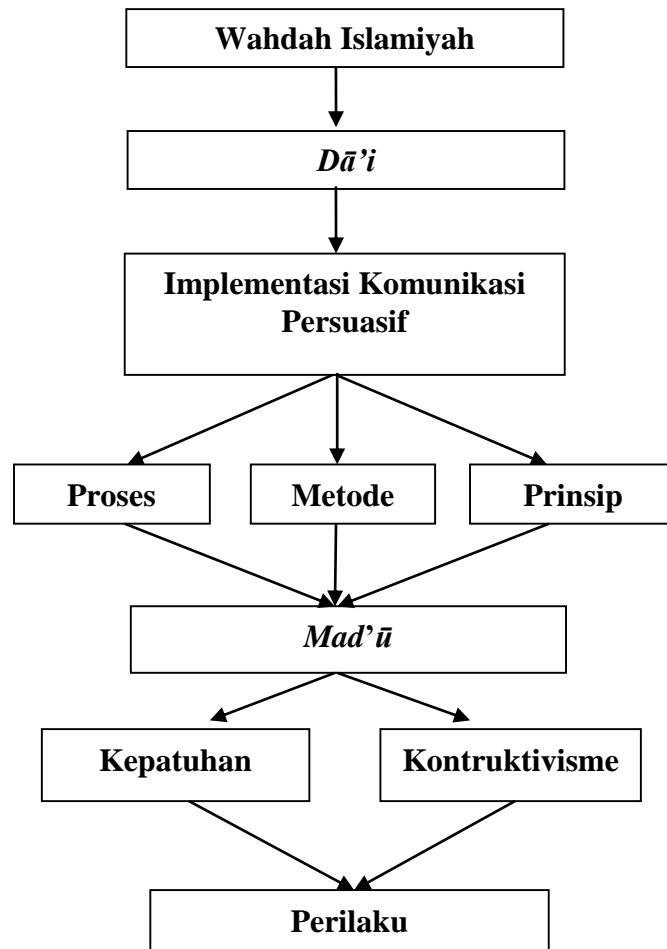 Wahdah Islamiyah
Dā’i
Implementasi Komunikasi
Persuasif
Proses Metode Prinsip
Mad’ū
Kepatuhan Kontruktivisme
Perilaku